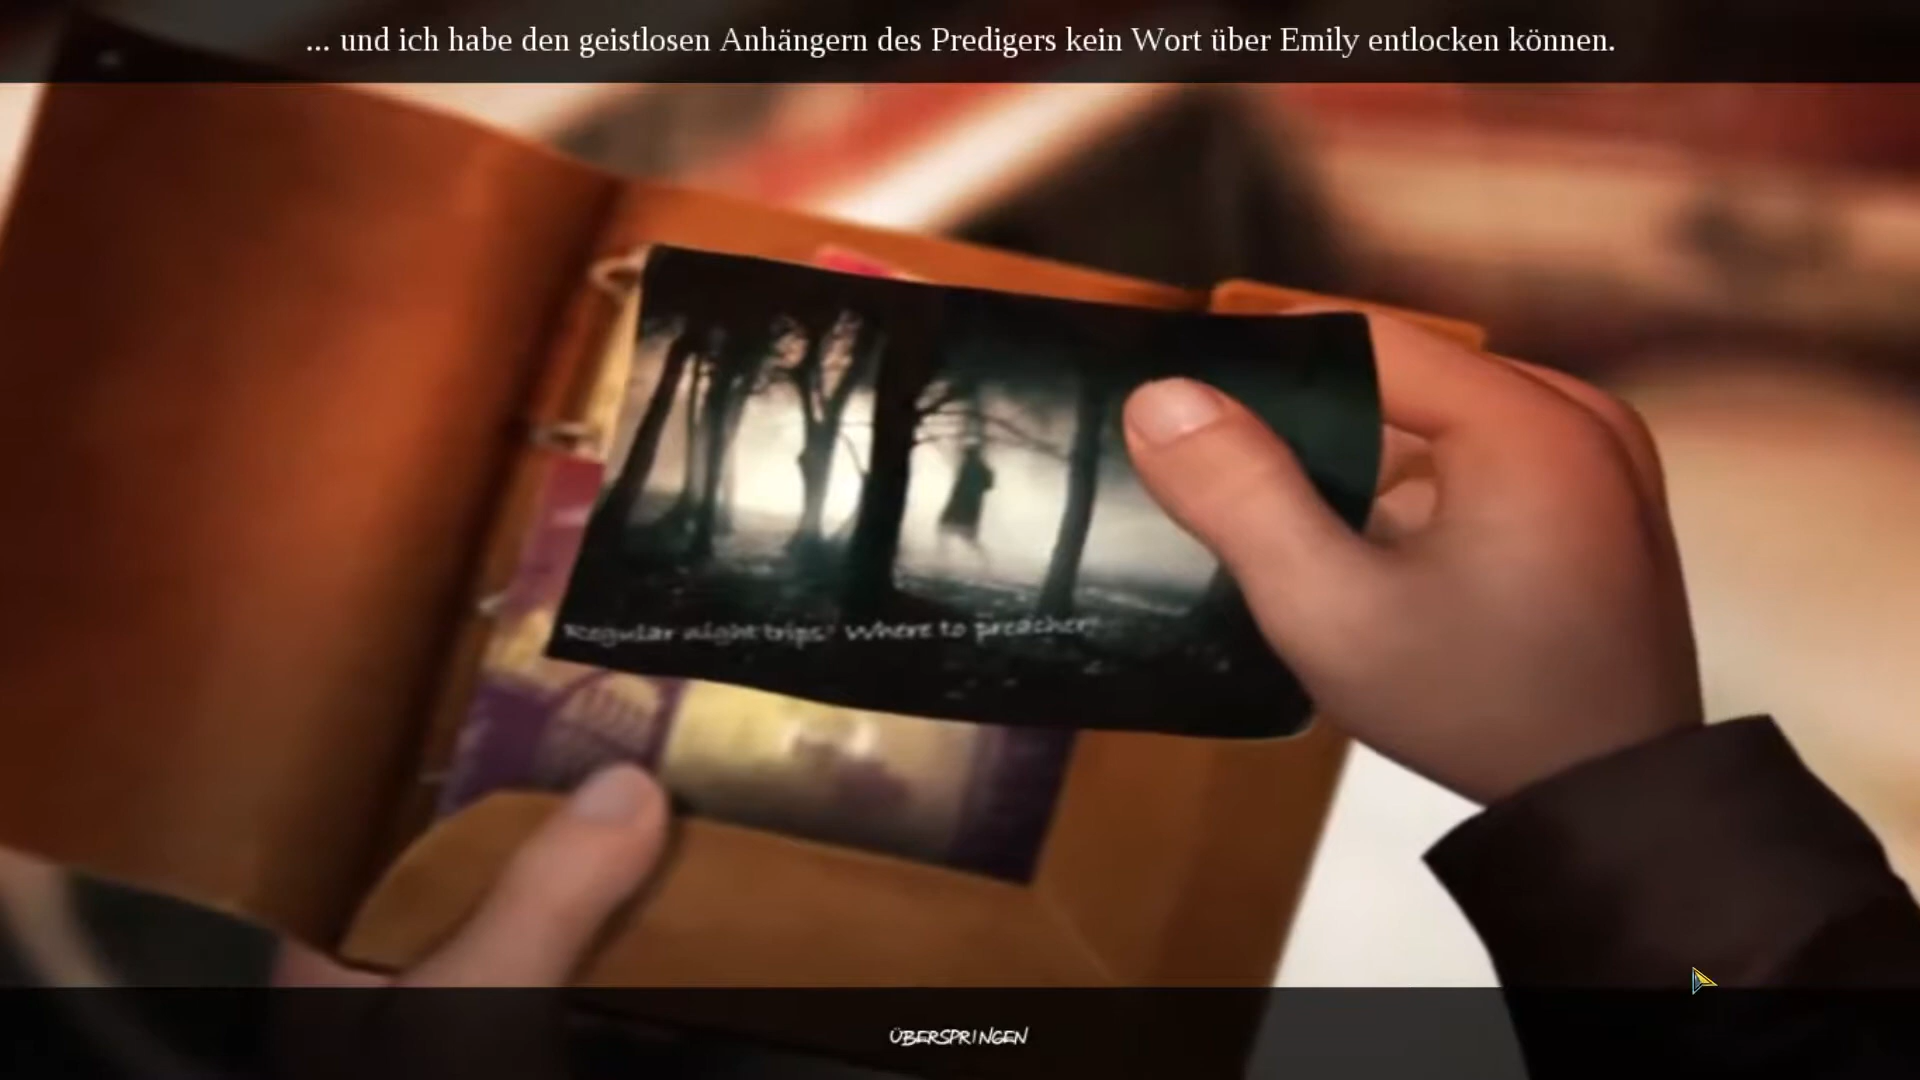 ... und ich habe den geistlosen Anhängern des Predigers kein Wort über Emily entlocken können.
Regular night trips? Where to preacher?
ÜBERSPRINGEN